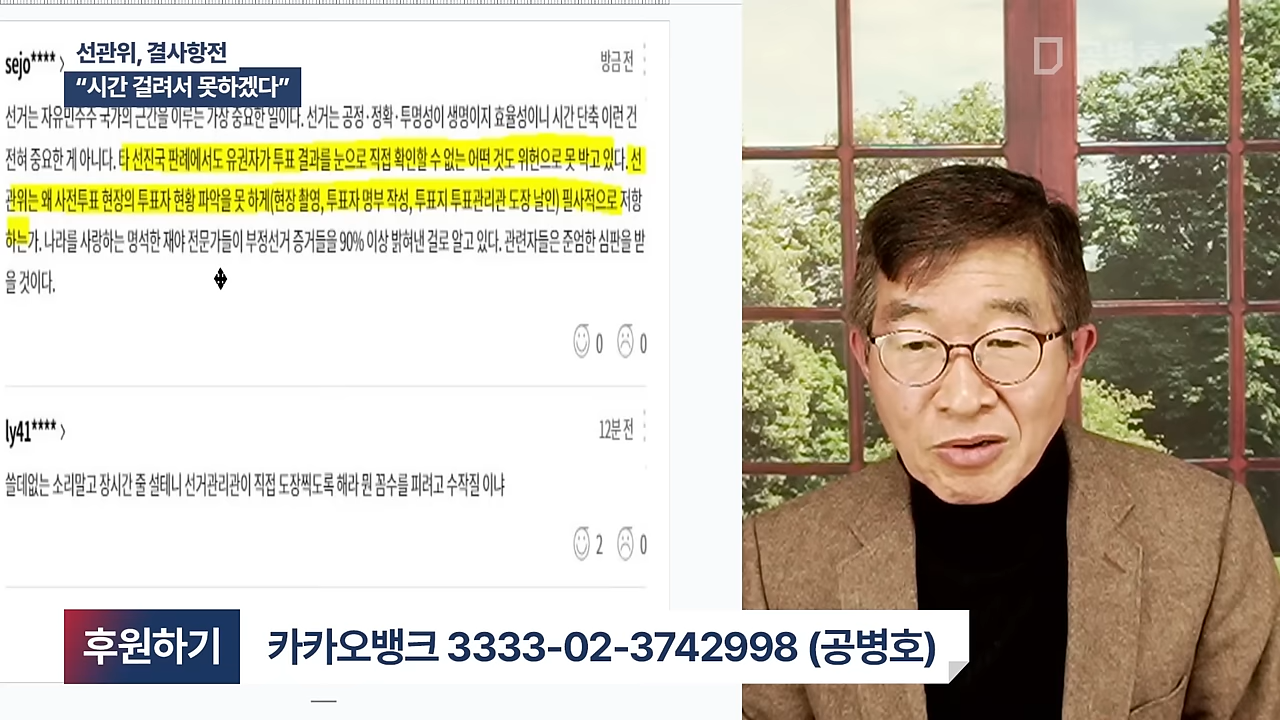 선관위, 결사항전
“시간 걸려서 못하겠다”
sejo**** 〉
방금 전
선거는 자유민주주 국가의 근간을 이루는 가장 중요한 일이다. 선거는 공정·정확·투명성이 생명이지 효율성이니 시간 단축 이런 건
전혀 중요한 게 아니다. 타 선진국 판례에서도 유권자가 투표 결과를 눈으로 직접 확인할 수 없는 어떤 것도 위헌으로 못 박고 있다. 선
관위는 왜 사전투표 현장의 투표자 현황 파악을 못 하게(현장 촬영, 투표자 명부 작성, 투표지 투표관리관 도장 날인) 필사적으로 저항
하는가. 나라를 사랑하는 명석한 재야 전문가들이 부정선거 증거들을 90% 이상 밝혀낸 걸로 알고 있다. 관련자들은 준엄한 심판을 받
을 것이다.
0
0
ly41**** 〉
12분 전
쓸데없는 소리말고 장시간 줄 설테니 선거관리관이 직접 도장찍도록 해라 뭔 꼼수를 피려고 수작질 이냐
2
0
후원하기
카카오뱅크 3333-02-3742998 (공병호)